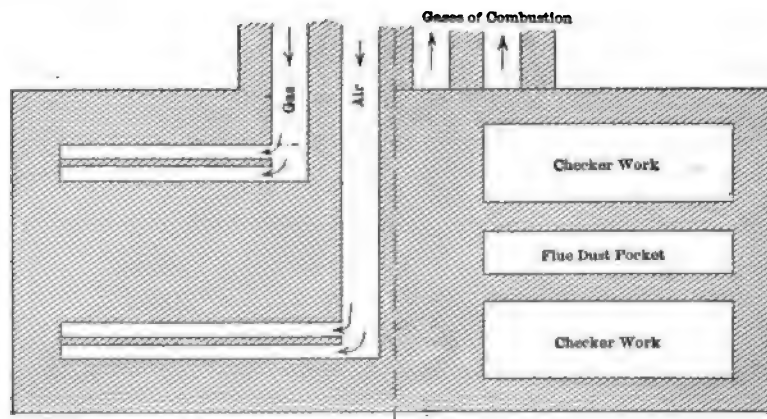 Gases of Combustion
Gas
Air
Checker Work
Flue Dust Pocket
Checker Work